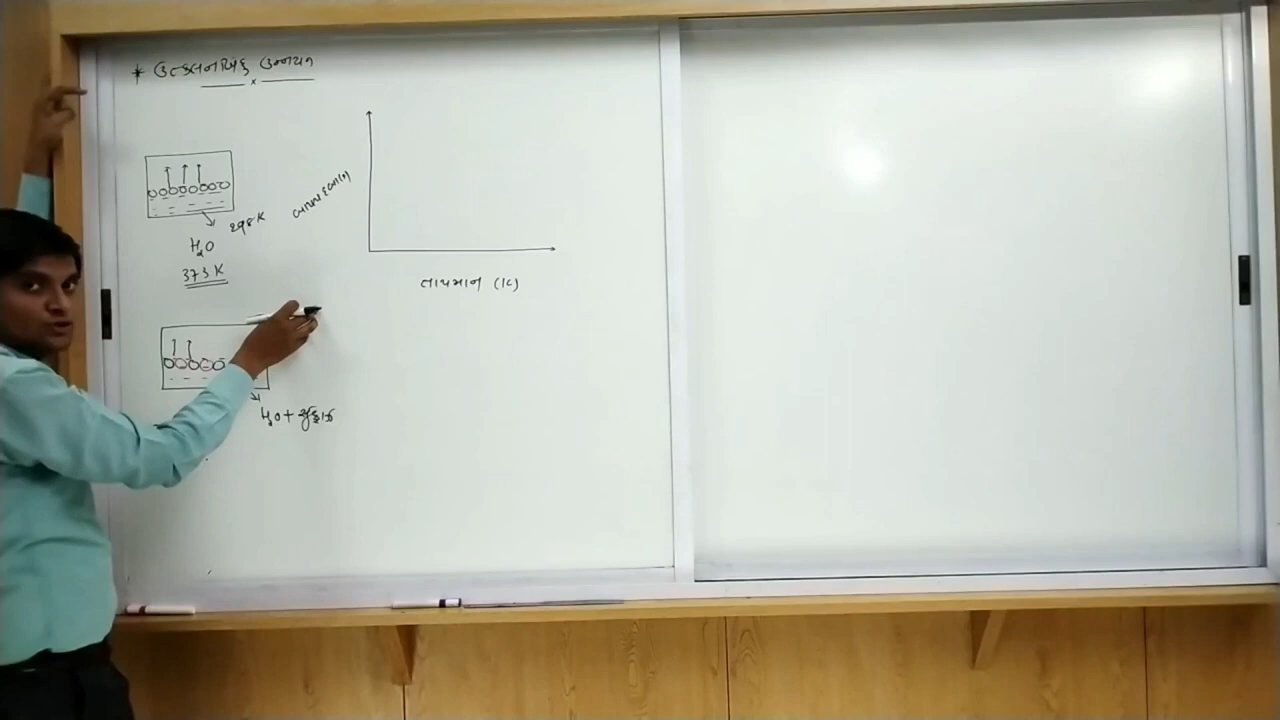 * ઉત્કલનબિંદુ ઉન્નયન
298 K
H₂O
373 K
બાષ્પદબાણ
તાપમાન (K)
H₂O +